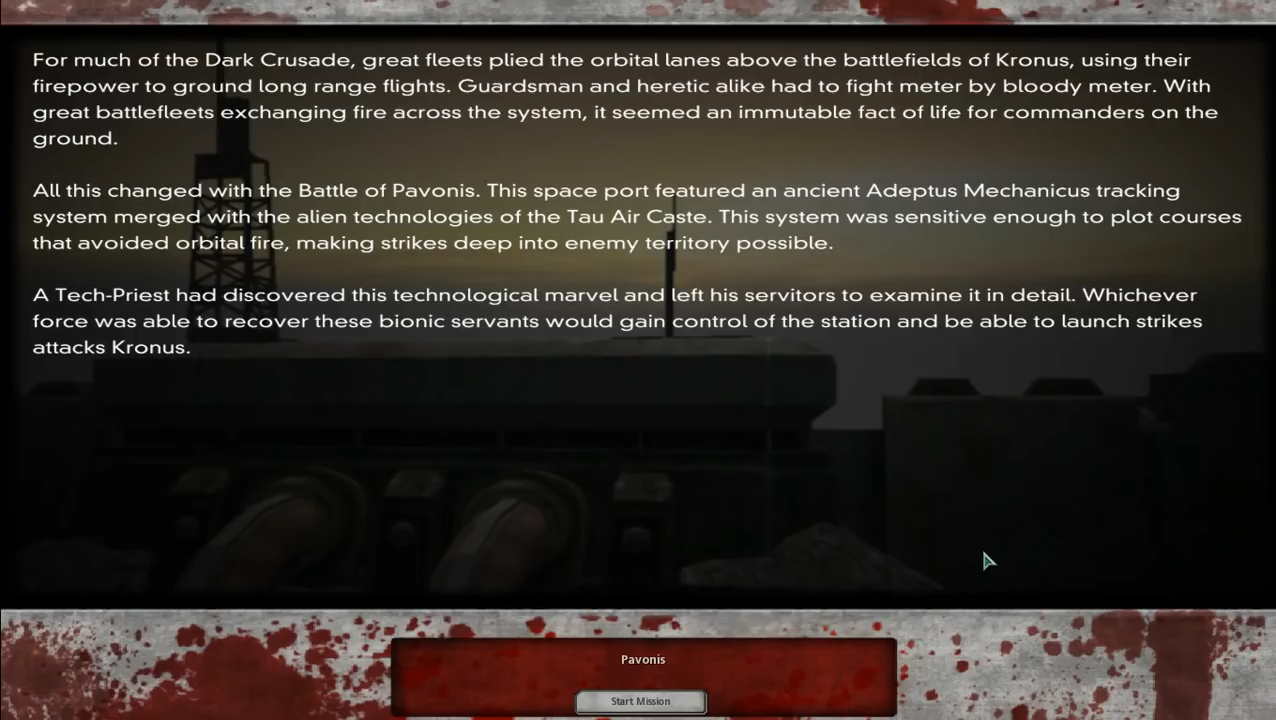 For much of the Dark Crusade, great fleets plied the orbital lanes above the battlefields of Kronus, using their
firepower to ground long range flights. Guardsman and heretic alike had to fight meter by bloody meter. With
great battlefleets exchanging fire across the system, it seemed an immutable fact of life for commanders on the
ground.
All this changed with the Battle of Pavonis. This space port featured an ancient Adeptus Mechanicus tracking
system merged with the alien technologies of the Tau Air Caste. This system was sensitive enough to plot courses
that avoided orbital fire, making strikes deep into enemy territory possible.
A Tech-Priest had discovered this technological marvel and left his servitors to examine it in detail. Whichever
force was able to recover these bionic servants would gain control of the station and be able to launch strikes
attacks Kronus.
Pavonis
Start Mission